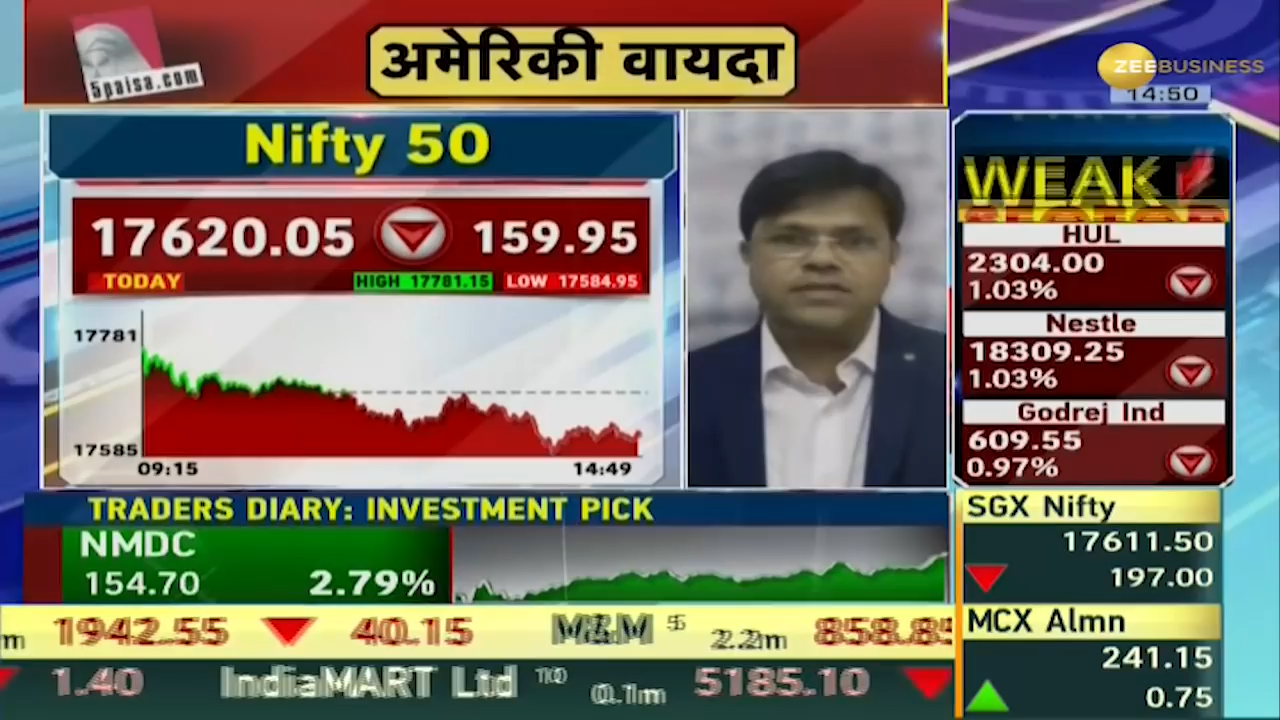 5paisa.com
अमेरिकी वायदा
ZEEBUSINESS
14:50
Nifty 50
17620.05 159.95
TODAY HIGH 17781.15 LOW 17584.95
17781
17585
09:15 14:49
WEAK
HUL
2304.00
1.03%
Nestle
18309.25
1.03%
Godrej Ind
609.55
0.97%
TRADERS DIARY: INVESTMENT PICK
NMDC
154.70 2.79%
SGX Nifty
17611.50
197.00
MCX Almn
241.15
0.75
m 1942.55 40.15 M&M 5 2.2m 858.85
1.40 IndiaMART Ltd 100 0.1m 5185.10